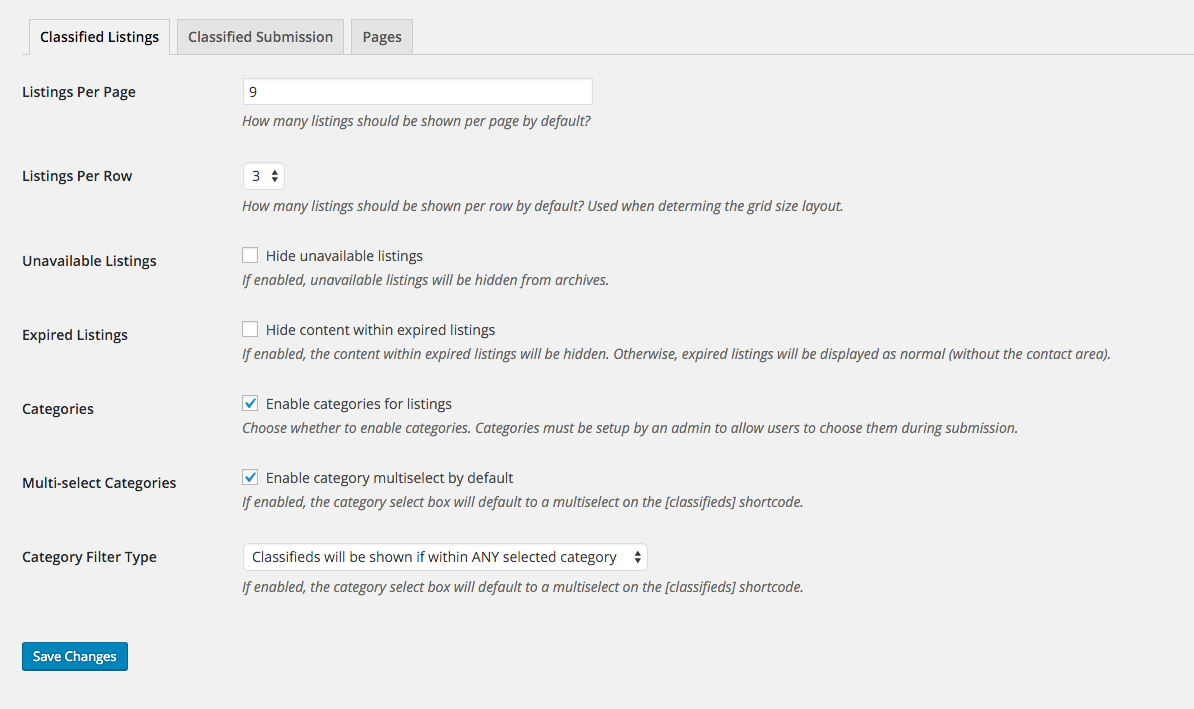 Classified Listings
Classified Submission
Pages
Listings Per Page
9
How many listings should be shown per page by default?
Listings Per Row
3
How many listings should be shown per row by default? Used when determing the grid size layout.
Unavailable Listings
Hide unavailable listings
If enabled, unavailable listings will be hidden from archives.
Expired Listings
Hide content within expired listings
If enabled, the content within expired listings will be hidden. Otherwise, expired listings will be displayed as normal (without the contact area).
Categories
Enable categories for listings
Choose whether to enable categories. Categories must be setup by an admin to allow users to choose them during submission.
Multi-select Categories
Enable category multiselect by default
If enabled, the category select box will default to a multiselect on the [classifieds] shortcode.
Category Filter Type
Classifieds will be shown if within ANY selected category
If enabled, the category select box will default to a multiselect on the [classifieds] shortcode.
Save Changes